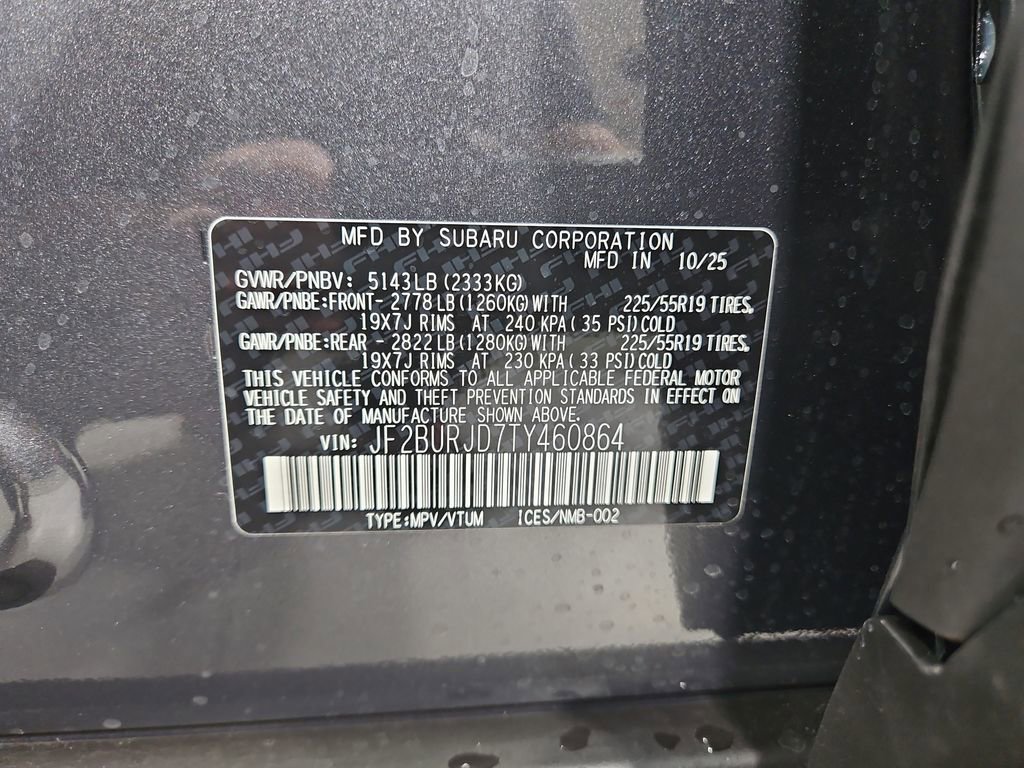 MFD BY SUBARU CORPORATION
MFD IN 10/25
GVWR/PNBV: 5143LB (2333KG)
GAWR/PNBE:FRONT- 2778 LB (1260KG) WITH 225/55R19 TIRES,
19X7J RIMS AT 240 KPA ( 35 PSI) COLD
GAWR/PNBE:REAR - 2822 LB (1280KG) WITH 225/55R19 TIRES,
19X7J RIMS AT 230 KPA ( 33 PSI) COLD
THIS VEHICLE CONFORMS TO ALL APPLICABLE FEDERAL MOTOR
VEHICLE SAFETY AND THEFT PREVENTION STANDARDS IN EFFECT ON
THE DATE OF MANUFACTURE SHOWN ABOVE.
VIN: JF2BURJD7TY460864
TYPE:MPV/VTUM ICES/NMB-002